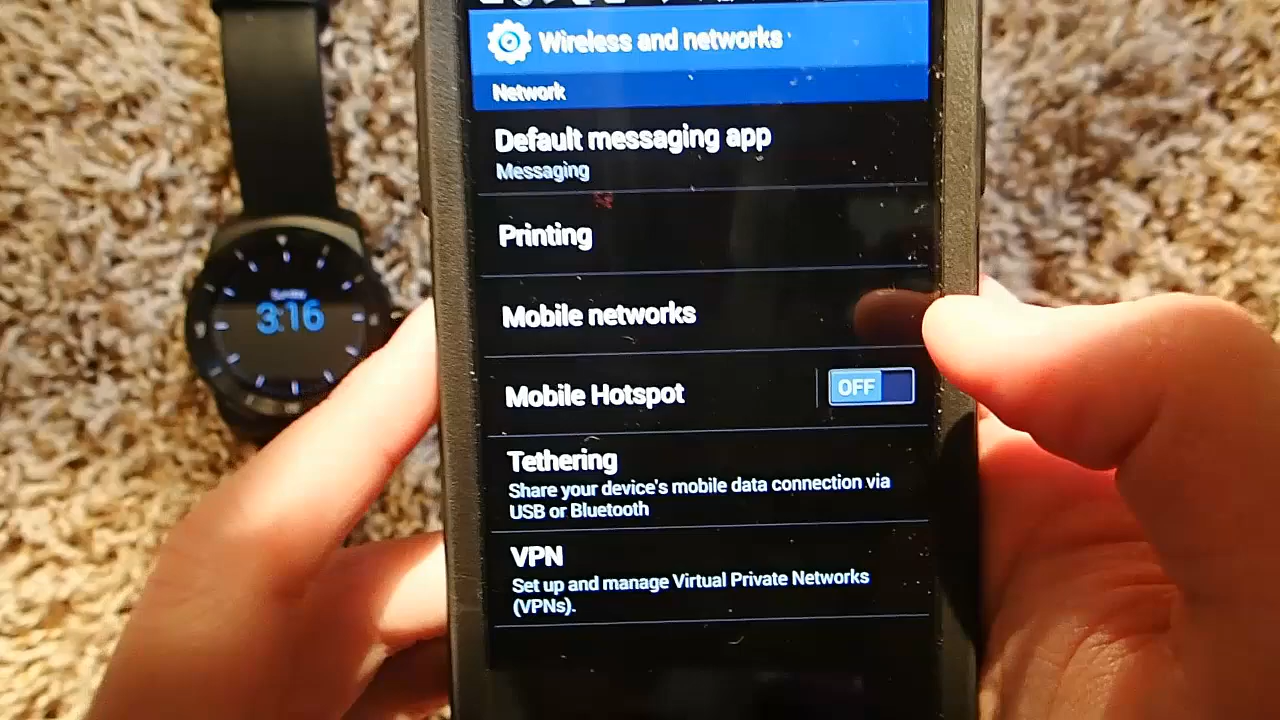 Wireless and networks
Network
Default messaging app
Messaging
Printing
Mobile networks
Mobile Hotspot
OFF
Tethering
Share your device's mobile data connection via
USB or Bluetooth
VPN
Set up and manage Virtual Private Networks
(VPNs).
Sunday
3:16